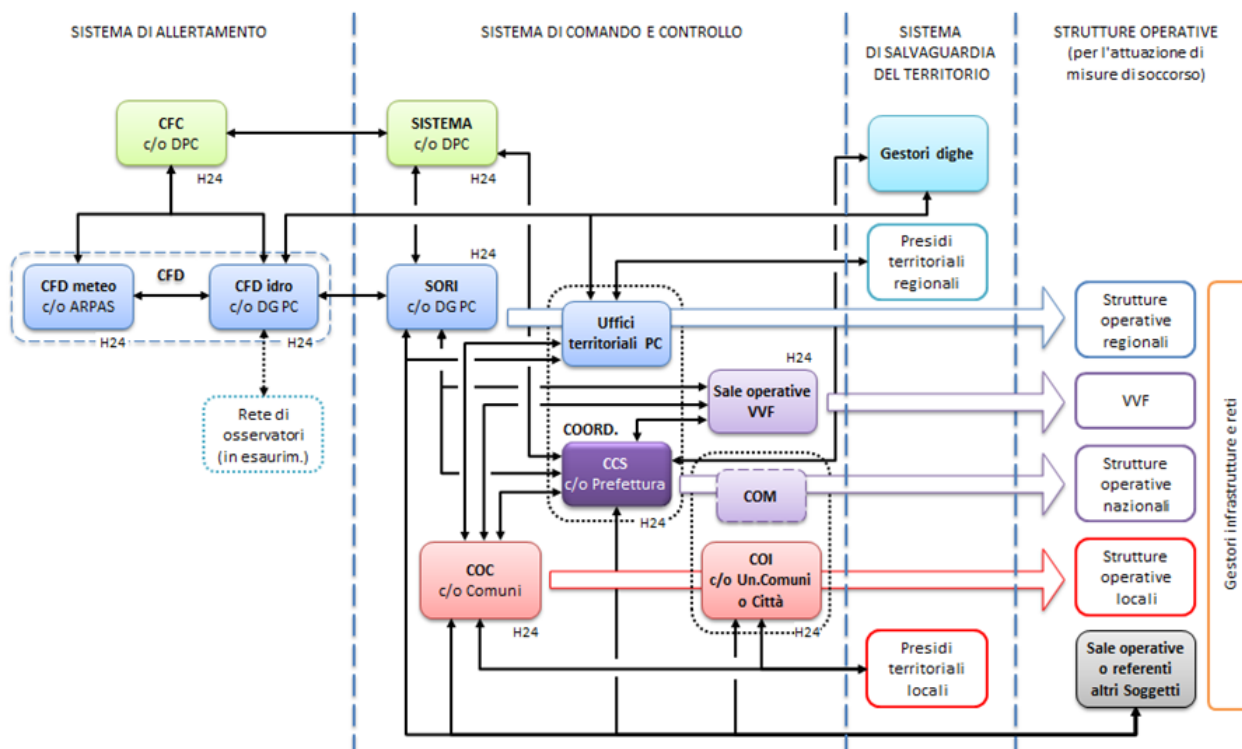 SISTEMA DI ALLERTAMENTO
SISTEMA DI COMANDO E CONTROLLO
SISTEMA
DI SALVAGUARDIA
DEL TERRITORIO
STRUTTURE OPERATIVE
(per l'attuazione di
misure di soccorso)
CFC
c/o DPC
H24
SISTEMA
c/o DPC
H24
Gestori dighe
CFD
CFD meteo
c/o ARPAS
H24
CFD idro
c/o DG PC
H24
H24
SORI
c/o DG PC
Presidi
territoriali
regionali
Uffici
territoriali PC
Strutture
operative
regionali
Rete di
osservatori
(in esaurim.)
H24
Sale operative
VVF
VVF
COORD.
CCS
c/o Prefettura
H24
COM
Strutture
operative
nazionali
COC
c/o Comuni
H24
COI
c/o Un.Comuni
o Città
H24
Strutture
operative
locali
Presidi
territoriali
locali
Sale operative
o referenti
altri Soggetti
Gestori infrastrutture e reti